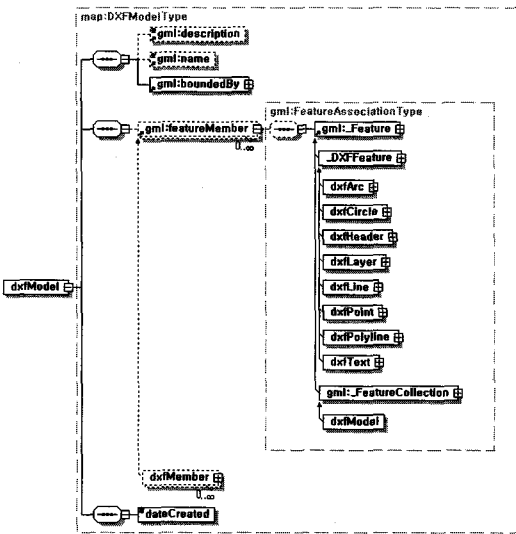 map:DXFModelType
gml:description
gml:name
gml:boundedBy
gml:FeatureAssociationType
gml:featureMember
0..∞
gml:_Feature
_DXFFeature
dxfArc
dxfCircle
dxfHeader
dxfLayer
dxfModel
dxfLine
dxfPoint
dxfPolyline
dxfText
gml:_FeatureCollection
dxfModel
dxfMember
0..∞
dateCreated